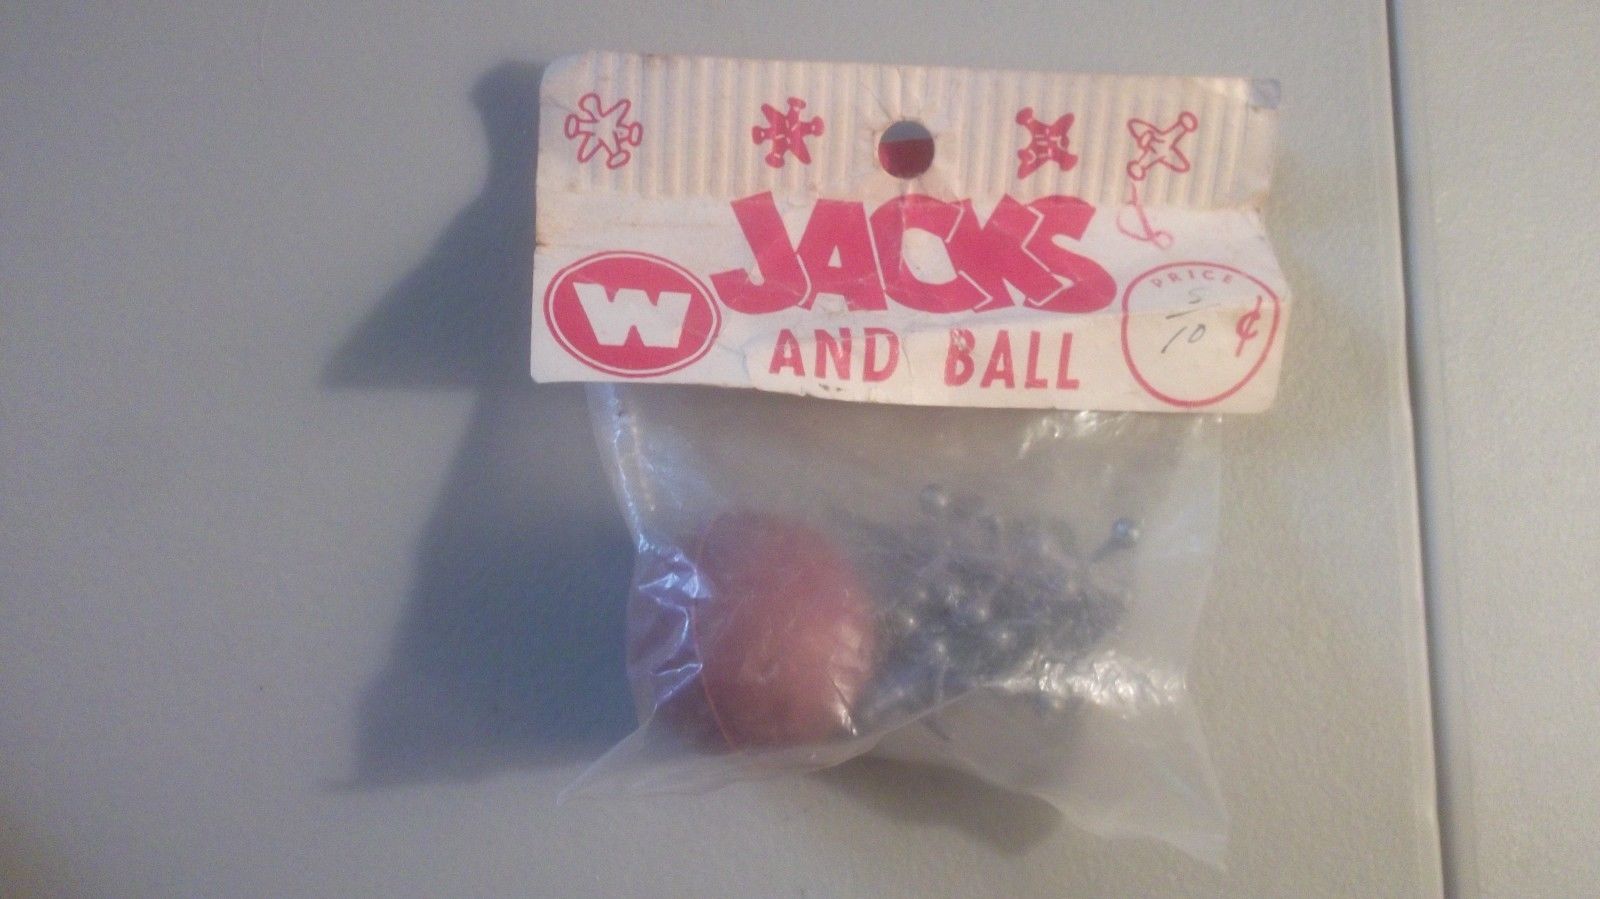 JACKS
W
AND BALL
PRICE
5
10 ¢